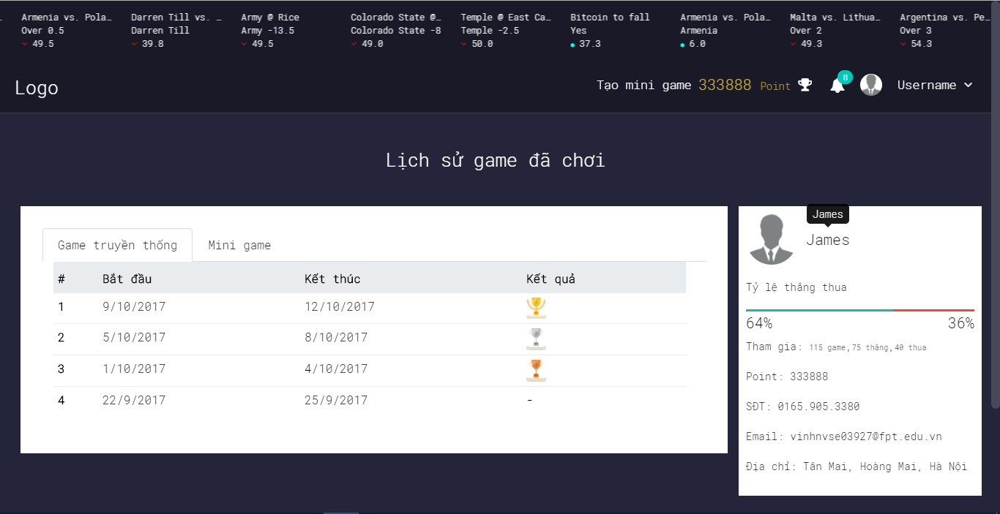 Armenia vs. Pola…
Over 0.5
49.5
Darren Till vs. …
Darren Till
39.8
Army @ Rice
Army -13.5
49.5
Colorado State @…
Colorado State -8
49.0
Temple @ East Ca…
Temple -2.5
50.0
Bitcoin to fall
Yes
37.3
Armenia vs. Pola…
Armenia
6.0
Malta vs. Lithua…
Over 2
49.3
Argentina vs. Pe…
Over 3
54.3
Logo
Tạo mini game 333888 Point
8
Username
Lịch sử game đã chơi
Game truyền thống
Mini game
# Bắt đầu Kết thúc Kết quả
1 9/10/2017 12/10/2017
2 5/10/2017 8/10/2017
3 1/10/2017 4/10/2017
4 22/9/2017 25/9/2017 -
James
James
Tỷ lệ thắng thua
64% 36%
Tham gia: 115 game,75 thắng,40 thua
Point: 333888
SĐT: 0165.905.3380
Email: vinhnvse03927@fpt.edu.vn
Địa chỉ: Tân Mai, Hoàng Mai, Hà Nội